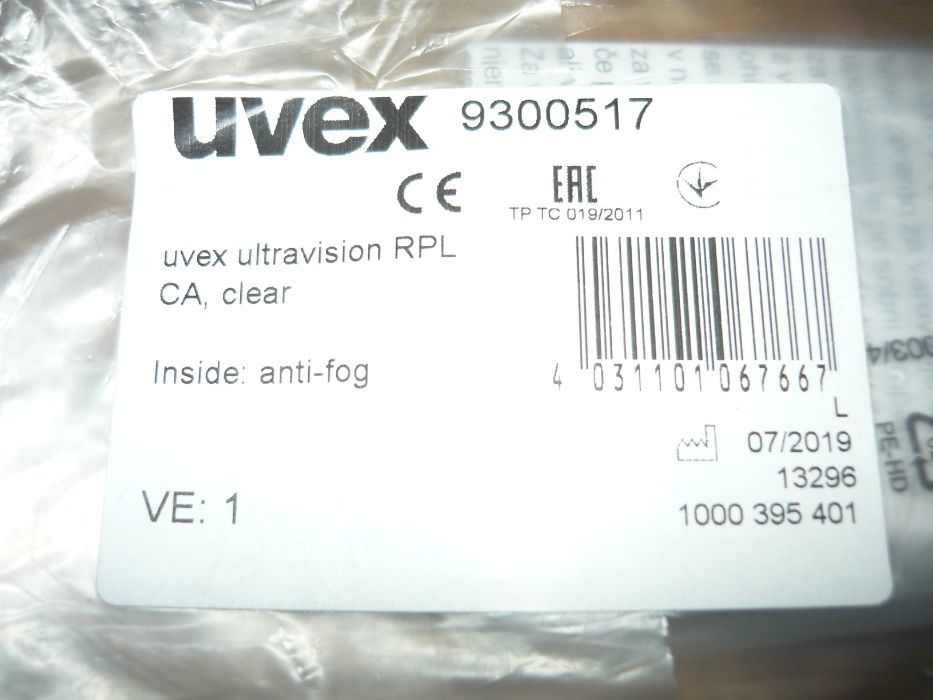 uvex 9300517
CE EAC
TP TC 019/2011
uvex ultravision RPL
CA, clear
Inside: anti-fog
4 031101 067667
L
07/2019
13296
VE: 1
1000 395 401
PE-HD